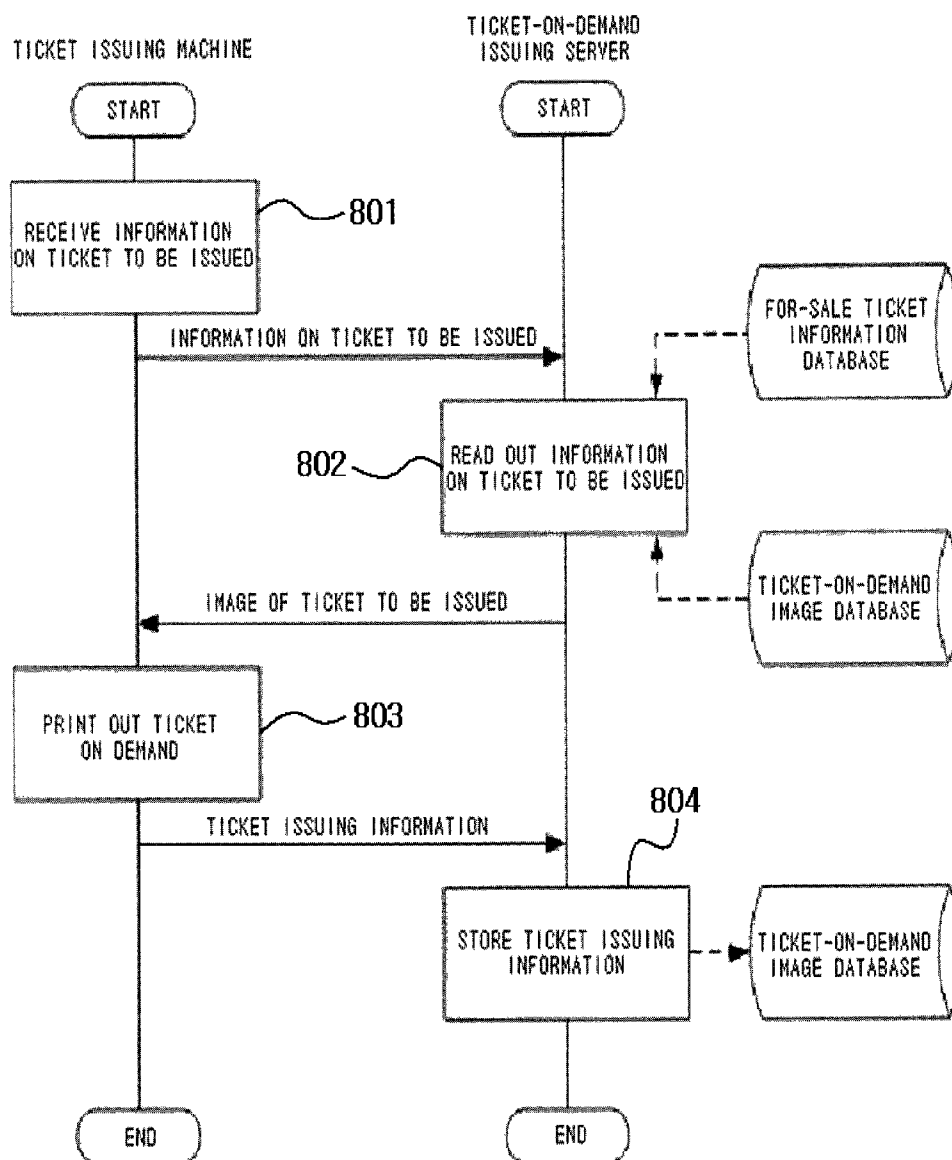 TICKET ISSUING MACHINE
TICKET-ON-DEMAND
ISSUING SERVER
START
START
RECEIVE INFORMATION
ON TICKET TO BE ISSUED
801
INFORMATION ON TICKET TO BE ISSUED
FOR-SALE TICKET
INFORMATION
DATABASE
802
READ OUT INFORMATION
ON TICKET TO BE ISSUED
IMAGE OF TICKET TO BE ISSUED
TICKET-ON-DEMAND
IMAGE DATABASE
PRINT OUT TICKET
ON DEMAND
803
TICKET ISSUING INFORMATION
804
STORE TICKET ISSUING
INFORMATION
TICKET-ON-DEMAND
IMAGE DATABASE
END
END